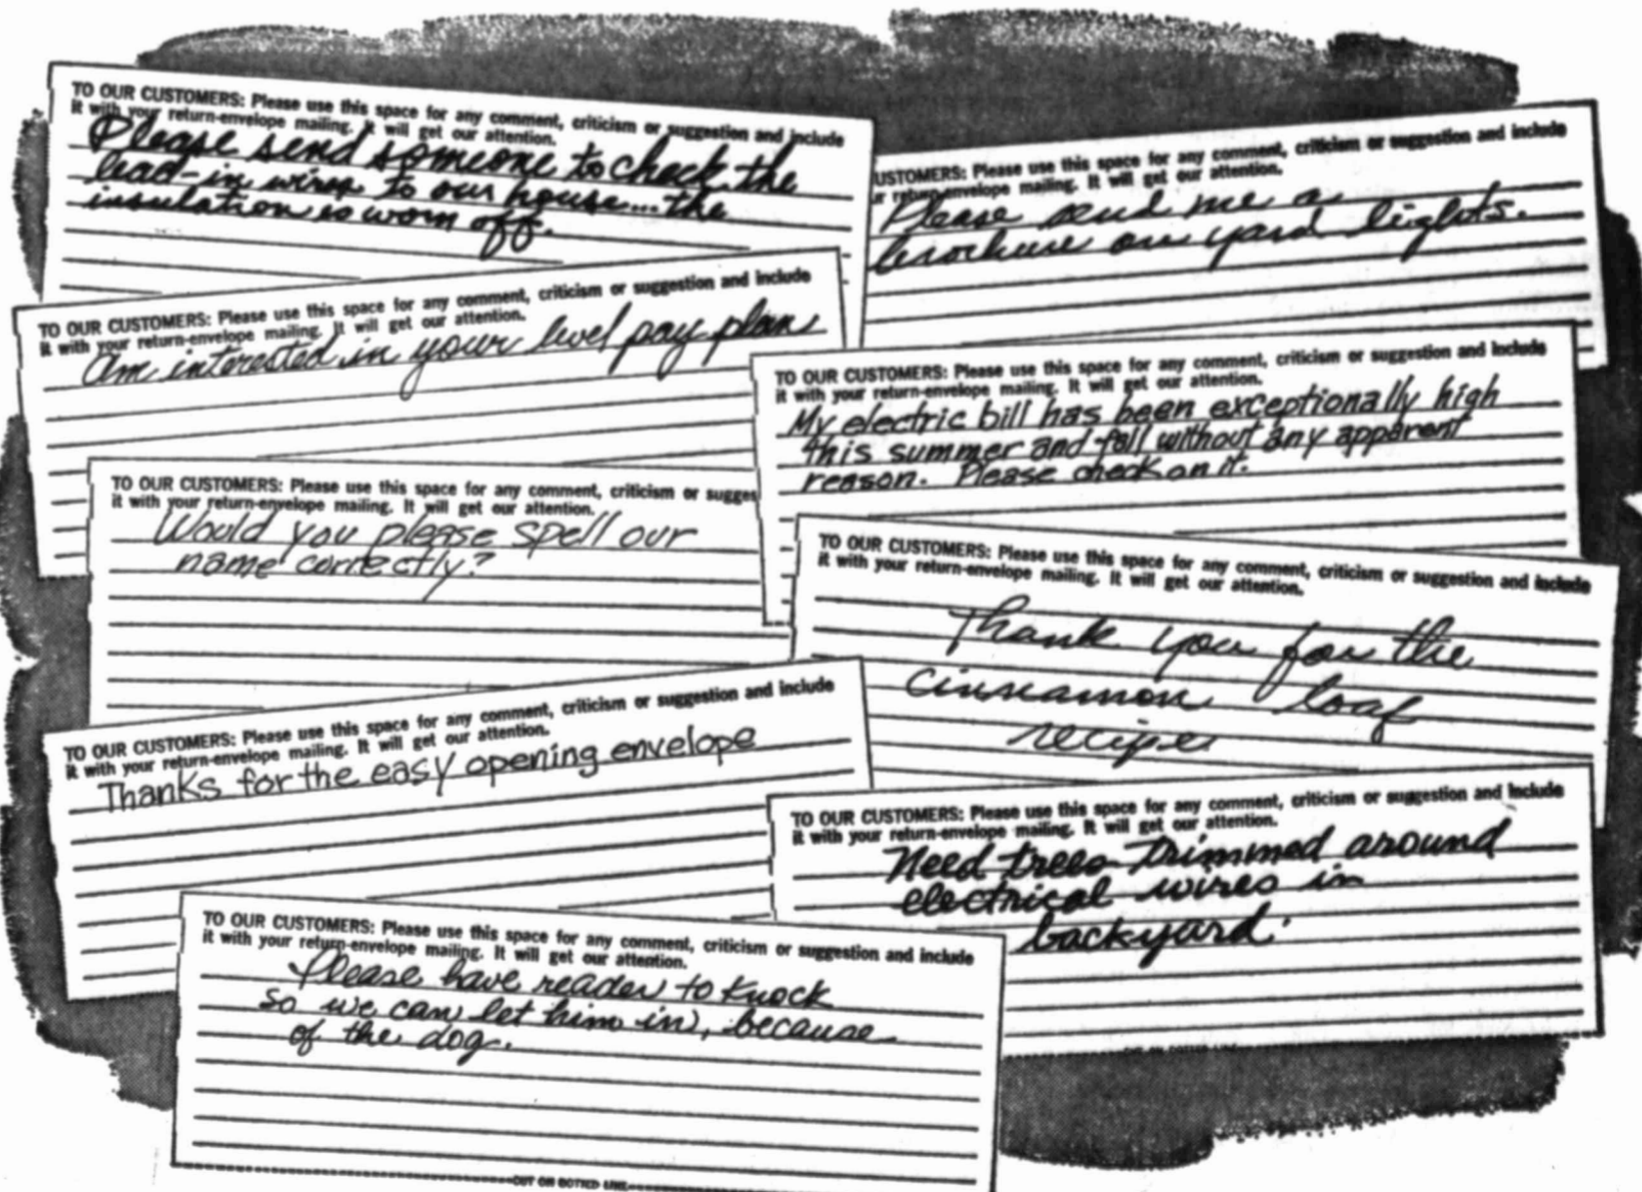 TO OUR CUSTOMERS: Please use this space for any comment, criticism or suggestion and include
it with your return-envelope mailing. It will get our attention.
Please send someone to check the
lead-in wires to our house... the
insulation is worn off.
USTOMERS: Please use this space for any comment, criticism or suggestion and include
r return-envelope mailing. It will get our attention.
Please send me a
brochure on yard lights.
TO OUR CUSTOMERS: Please use this space for any comment, criticism or suggestion and include
it with your return-envelope mailing. It will get our attention.
Am interested in your level pay plan
TO OUR CUSTOMERS: Please use this space for any comment, criticism or suggestion and include
it with your return-envelope mailing. It will get our attention.
My electric bill has been exceptionally high
this summer and fall without any apparent
reason. Please check on it.
TO OUR CUSTOMERS: Please use this space for any comment, criticism or sugges
it with your return-envelope mailing. It will get our attention.
Would you please spell our
name correctly?
TO OUR CUSTOMERS: Please use this space for any comment, criticism or suggestion and include
it with your return-envelope mailing. It will get our attention.
Thank you for the
cinnamon loaf
recipe
TO OUR CUSTOMERS: Please use this space for any comment, criticism or suggestion and include
it with your return-envelope mailing. It will get our attention.
Thanks for the easy opening envelope
TO OUR CUSTOMERS: Please use this space for any comment, criticism or suggestion and include
it with your return-envelope mailing. It will get our attention.
Need trees trimmed around
electrical wires in
backyard.
TO OUR CUSTOMERS: Please use this space for any comment, criticism or suggestion and include
it with your return-envelope mailing. It will get our attention.
Please have reader to knock
so we can let him in, because
of the dog.
CUT ON DOTTED LINE